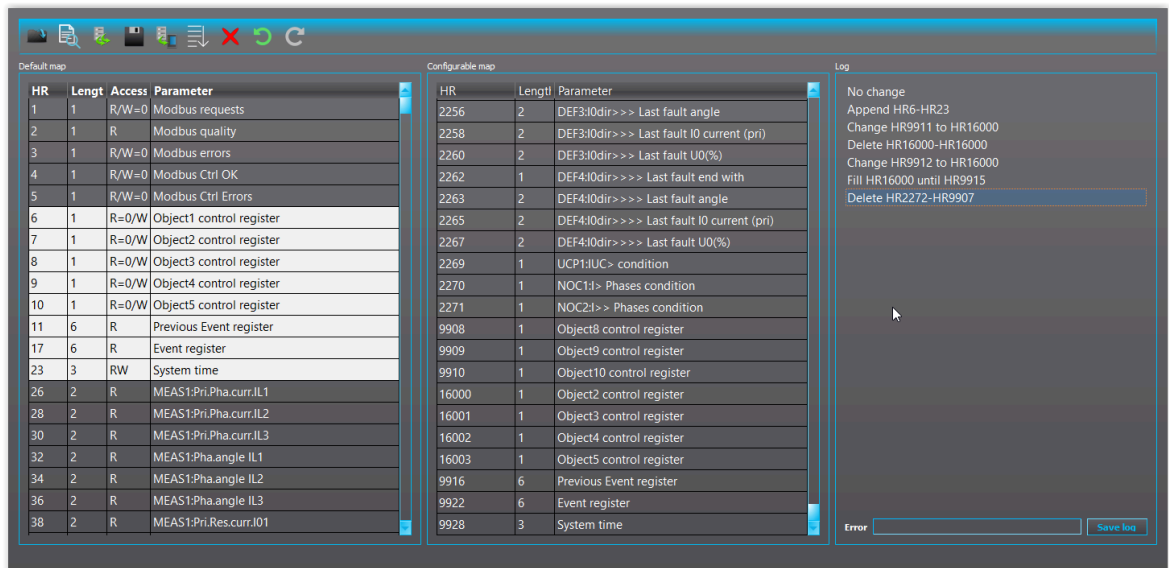 Default map
HR Lengt Access Parameter
1 1 R/W=0 Modbus requests
2 1 R Modbus quality
3 1 R/W=0 Modbus errors
4 1 R/W=0 Modbus Ctrl OK
5 1 R/W=0 Modbus Ctrl Errors
6 1 R=0/W Object1 control register
7 1 R=0/W Object2 control register
8 1 R=0/W Object3 control register
9 1 R=0/W Object4 control register
10 1 R=0/W Object5 control register
11 6 R Previous Event register
17 6 R Event register
23 3 RW System time
26 2 R MEAS1:Pri.Pha.curr.IL1
28 2 R MEAS1:Pri.Pha.curr.IL2
30 2 R MEAS1:Pri.Pha.curr.IL3
32 2 R MEAS1:Pha.angle IL1
34 2 R MEAS1:Pha.angle IL2
36 2 R MEAS1:Pha.angle IL3
38 2 R MEAS1:Pri.Res.curr.I01
Configurable map
HR Lengtl Parameter
2256 2 DEF3:I0dir>>> Last fault angle
2258 2 DEF3:I0dir>>> Last fault I0 current (pri)
2260 2 DEF3:I0dir>>> Last fault U0(%)
2262 1 DEF4:I0dir>>>> Last fault end with
2263 2 DEF4:I0dir>>>> Last fault angle
2265 2 DEF4:I0dir>>>> Last fault I0 current (pri)
2267 2 DEF4:I0dir>>>> Last fault U0(%)
2269 1 UCP1:IUC> condition
2270 1 NOC1:I> Phases condition
2271 1 NOC2:I>> Phases condition
9908 1 Object8 control register
9909 1 Object9 control register
9910 1 Object10 control register
16000 1 Object2 control register
16001 1 Object3 control register
16002 1 Object4 control register
16003 1 Object5 control register
9916 6 Previous Event register
9922 6 Event register
9928 3 System time
Log
No change
Append HR6-HR23
Change HR9911 to HR16000
Delete HR16000-HR16000
Change HR9912 to HR16000
Fill HR16000 until HR9915
Delete HR2272-HR9907
Error
Save log